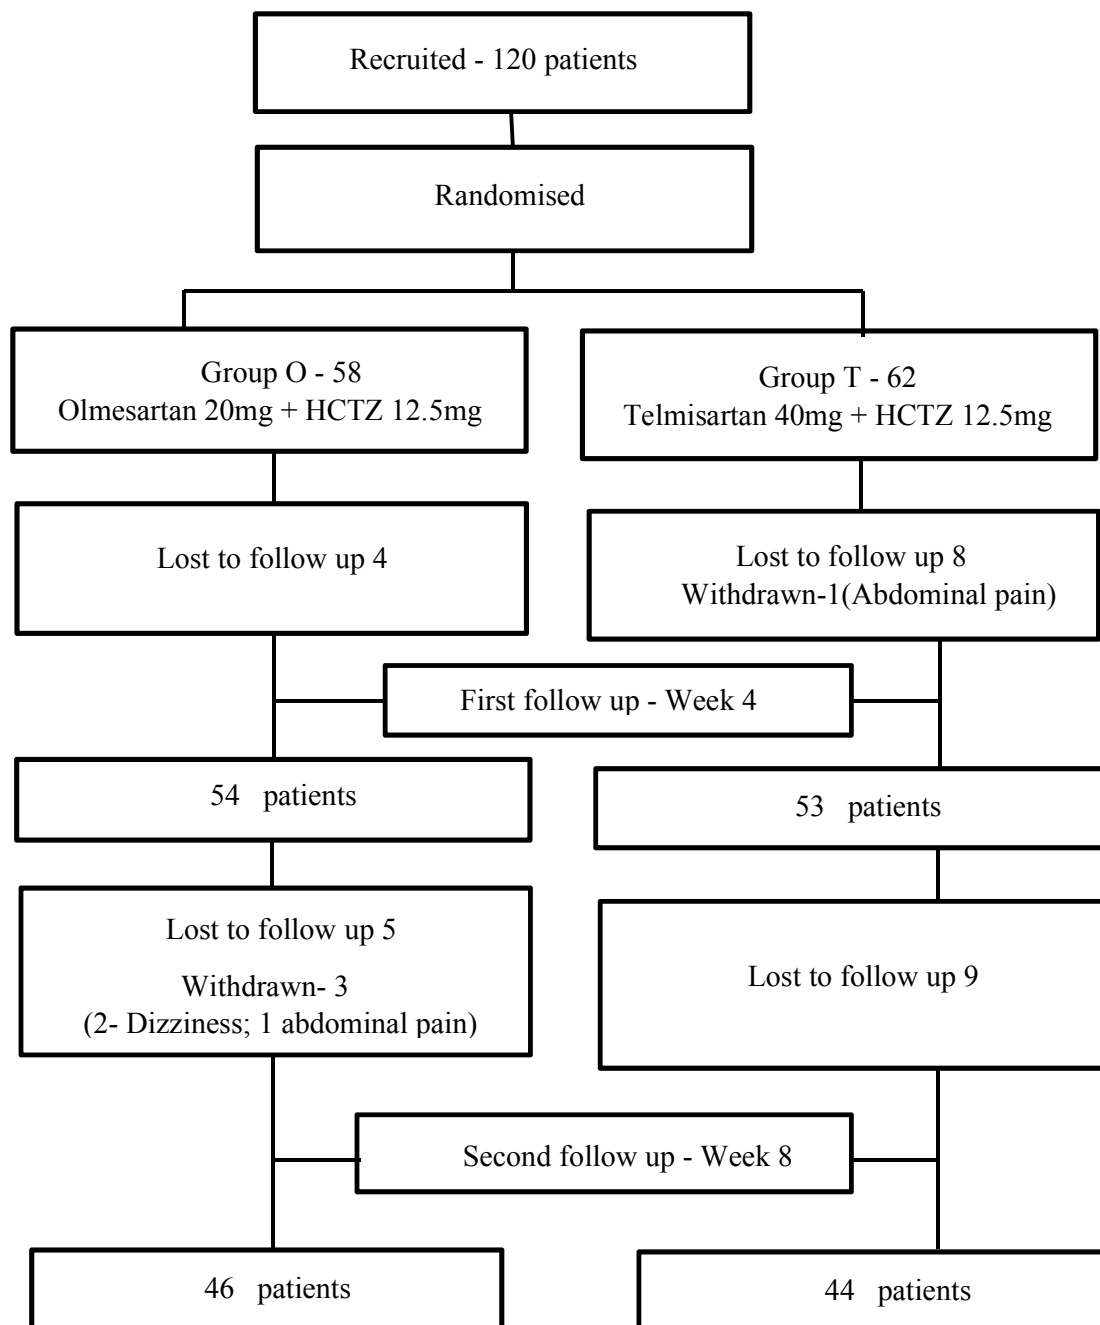 Recruited - 120 patients
Randomised
Group O - 58
Olmesartan 20mg + HCTZ 12.5mg
Group T - 62
Telmisartan 40mg + HCTZ 12.5mg
Lost to follow up 4
Lost to follow up 8
Withdrawn-1(Abdominal pain)
First follow up - Week 4
54 patients
53 patients
Lost to follow up 5
Withdrawn- 3
(2- Dizziness; 1 abdominal pain)
Lost to follow up 9
Second follow up - Week 8
46 patients
44 patients